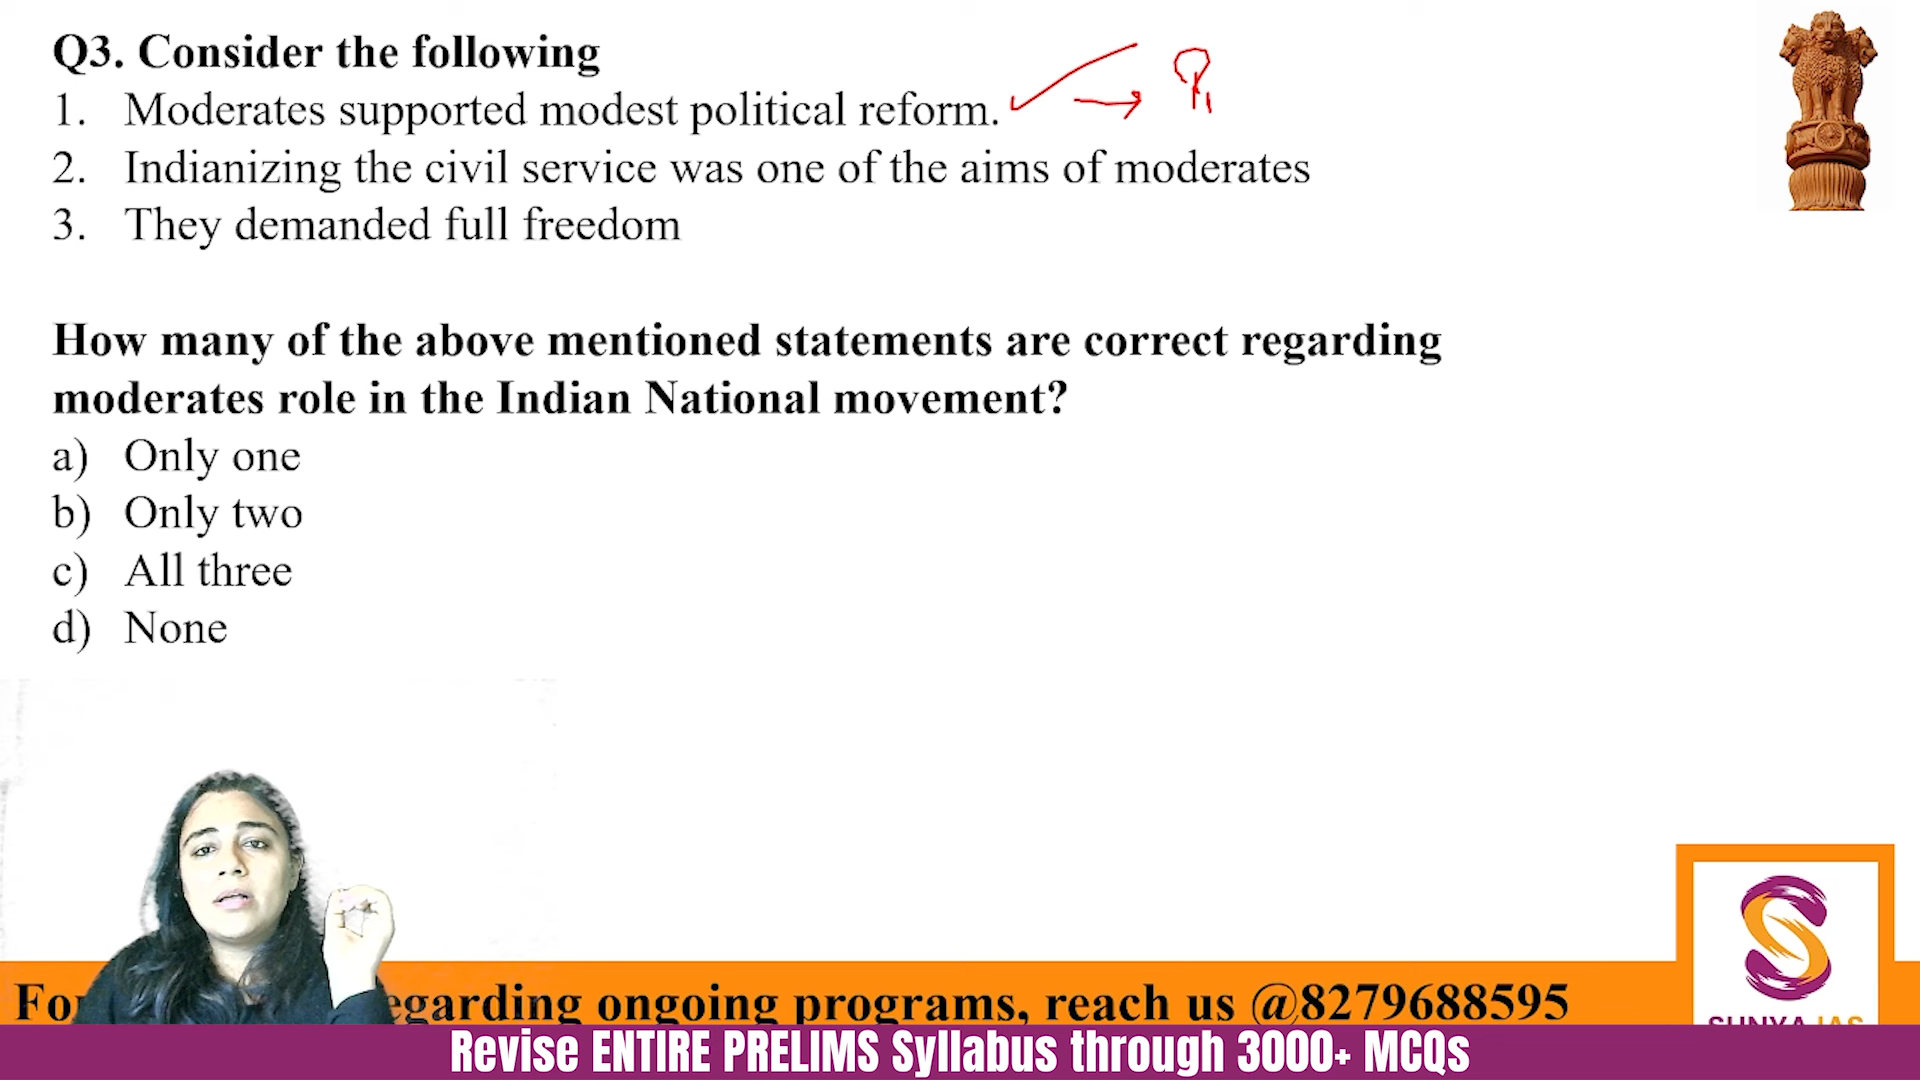 Q3. Consider the following
1. Moderates supported modest political reform.
2. Indianizing the civil service was one of the aims of moderates
3. They demanded full freedom
How many of the above mentioned statements are correct regarding
moderates role in the Indian National movement?
a) Only one
b) Only two
c) All three
d) None
egarding ongoing programs, reach us @8279688595
Revise ENTIRE PRELIMS Syllabus through 3000+ MCQs